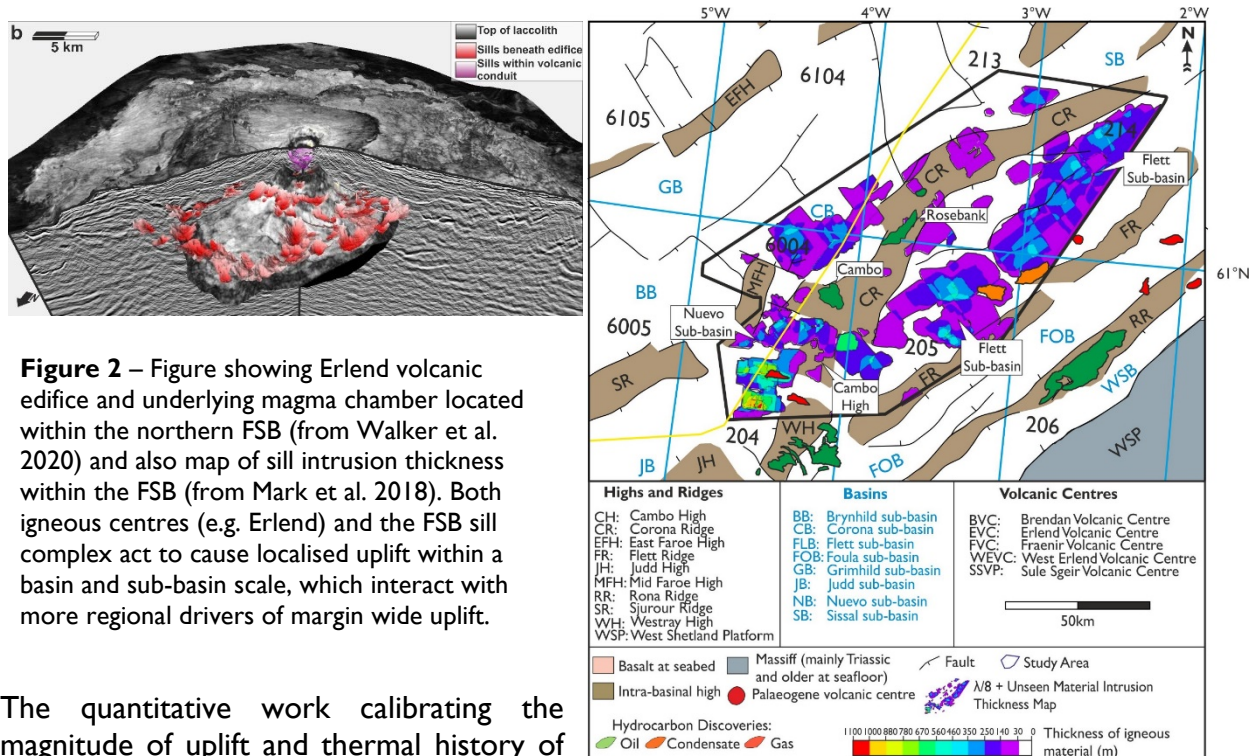 b
5 km
Top of laccolith
Sills beneath edifice
Sills within volcanic
conduit
N
Figure 2 – Figure showing Erlend volcanic
edifice and underlying magma chamber located
within the northern FSB (from Walker et al.
2020) and also map of sill intrusion thickness
within the FSB (from Mark et al. 2018). Both
igneous centres (e.g. Erlend) and the FSB sill
complex act to cause localised uplift within a
basin and sub-basin scale, which interact with
more regional drivers of margin wide uplift.
The quantitative work calibrating the
magnitude of uplift and thermal history of
5°W 4°W 3°W 2°W
N
213
SB
6104
EFH
6105
CR
214
Flett
Sub-basin
GB
CR
CB
Rosebank
6004
FR
MFH
Cambo
61°N
BB
CR
Nuevo
Sub-basin
RR
6005
205
FOB
Flett
Sub-basin
SR
FR
WSB
Cambo
High
WH
204
206
WSP
JB
JH
FOB
Highs and Ridges
CH: Cambo High
CR: Corona Ridge
EFH: East Faroe High
FR: Flett Ridge
JH: Judd High
MFH: Mid Faroe High
RR: Rona Ridge
SR: Sjurour Ridge
WH: Westray High
WSP: West Shetland Platform
Basins
BB: Brynhild sub-basin
CB: Corona sub-basin
FLB: Flett sub-basin
FOB: Foula sub-basin
GB: Grimhild sub-basin
JB: Judd sub-basin
NB: Nuevo sub-basin
SB: Sissal sub-basin
Volcanic Centres
BVC: Brendan Volcanic Centre
EVC: Erlend Volcanic Centre
FVC: Fraenir Volcanic Centre
WEVC: West Erlend Volcanic Centre
SSVP: Sule Sgeir Volcanic Centre
50km
Basalt at seabed
Massiff (mainly Triassic
and older at seafloor)
Fault
Study Area
Intra-basinal high
Palaeogene volcanic centre
λ/8 + Unseen Material Intrusion
Thickness Map
Hydrocarbon Discoveries:
Oil Condensate Gas
1100 1000 880 780 670 560 450 350 250 140 30 0
Thickness of igneous
material (m)